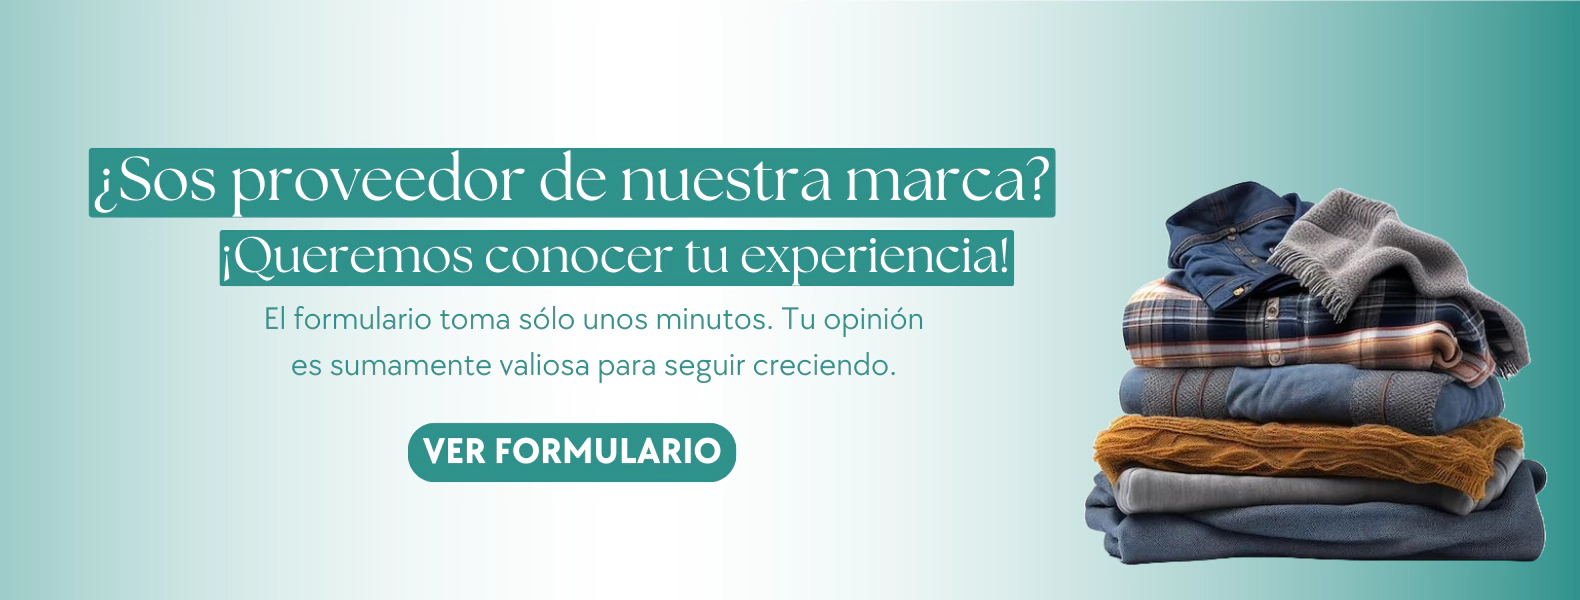 ¿Sos proveedor de nuestra marca?
¡Queremos conocer tu experiencia!
El formulario toma sólo unos minutos. Tu opinión
es sumamente valiosa para seguir creciendo.
VER FORMULARIO